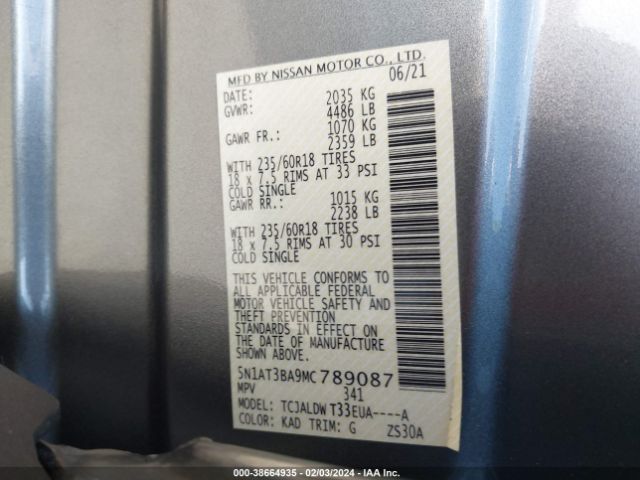 MFD BY NISSAN MOTOR CO., LTD.
DATE: 06/21
GVWR: 2035 KG
4486 LB
GAWR FR.: 1070 KG
2359 LB
WITH 235/60R18 TIRES
18 x 7.5 RIMS AT 33 PSI
COLD SINGLE
GAWR RR.: 1015 KG
2238 LB
WITH 235/60R18 TIRES
18 x 7.5 RIMS AT 30 PSI
COLD SINGLE
THIS VEHICLE CONFORMS TO
ALL APPLICABLE FEDERAL
MOTOR VEHICLE SAFETY AND
THEFT PREVENTION
STANDARDS IN EFFECT ON
THE DATE OF MANUFACTURE
SHOWN ABOVE.
5N1AT3BA9MC789087
MPV 341
MODEL: TCJALDW T33EUA----A
COLOR: KAD TRIM: G ZS30A
000-38664935 - 02/03/2024 - IAA Inc.